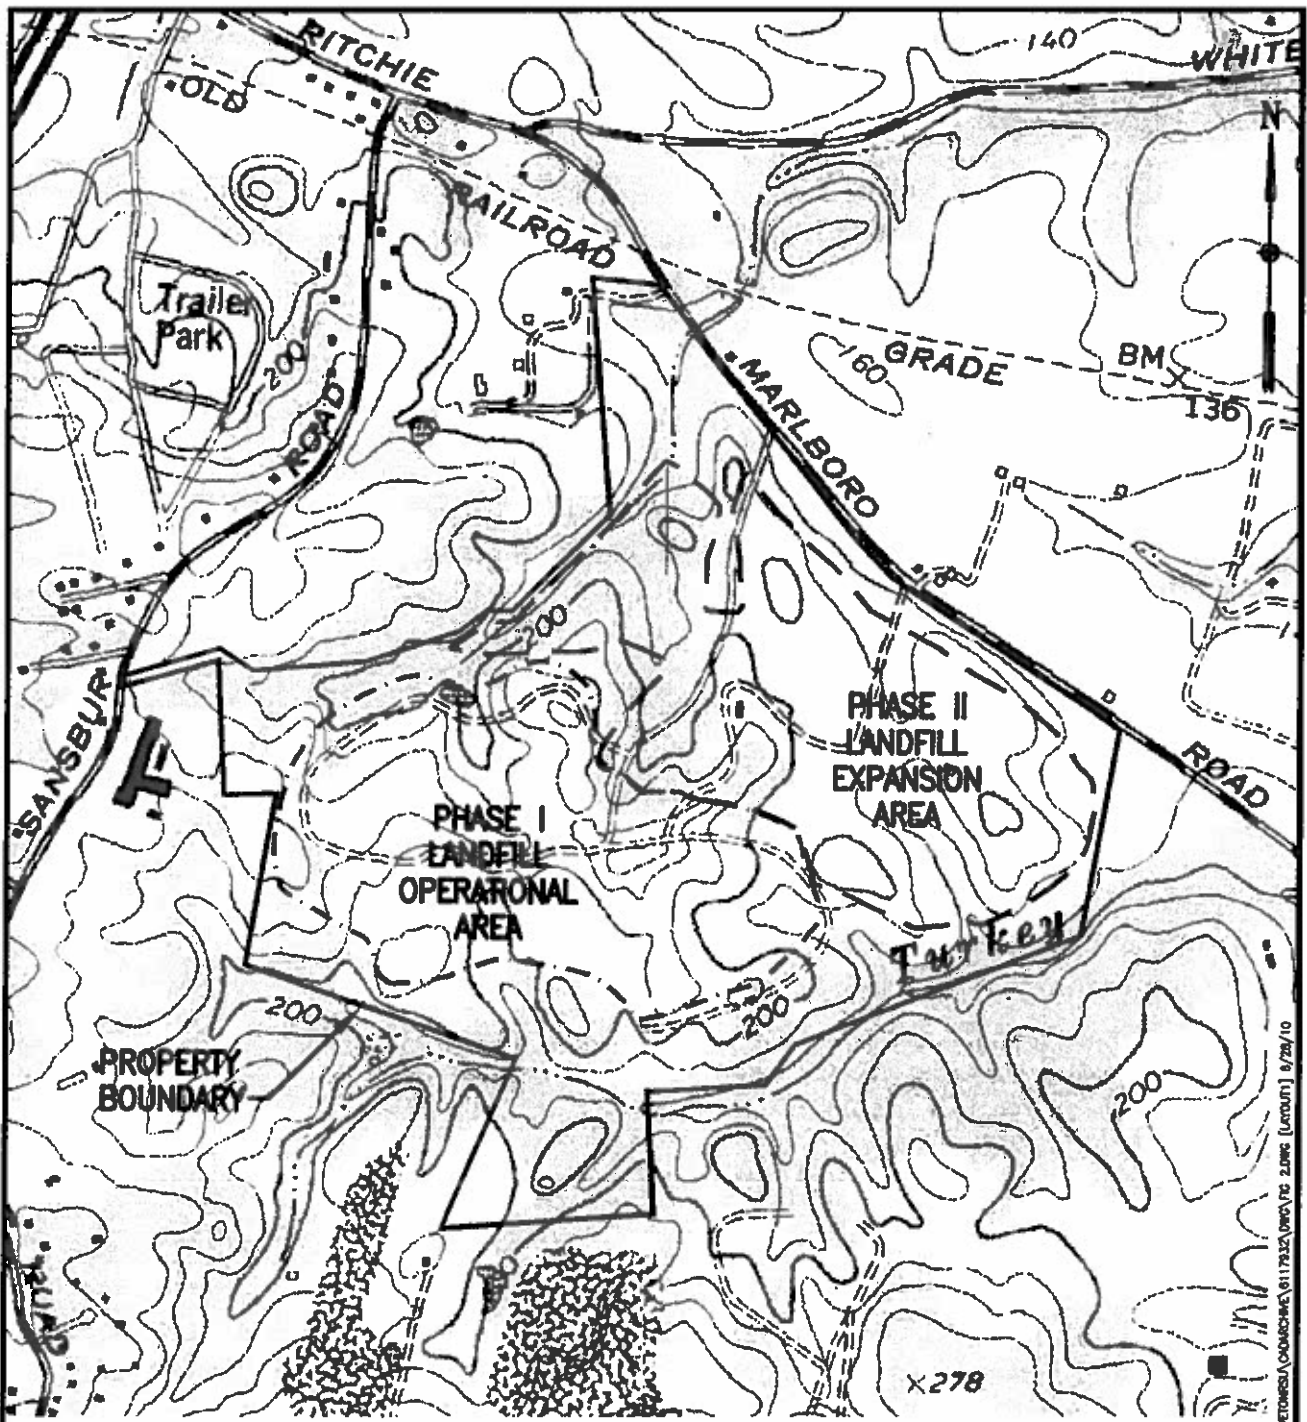 RITCHIE
140
WHITE
OLD
N
RAILROAD
Trailer
Park
200
ROAD
160
GRADE
BM
136
MARLBORO
200
SANSBUR
PHASE II
LANDFILL
EXPANSION
AREA
ROAD
PHASE I
LANDFILL
OPERATIONAL
AREA
Turkey
200
200
PROPERTY
BOUNDARY
200
×278